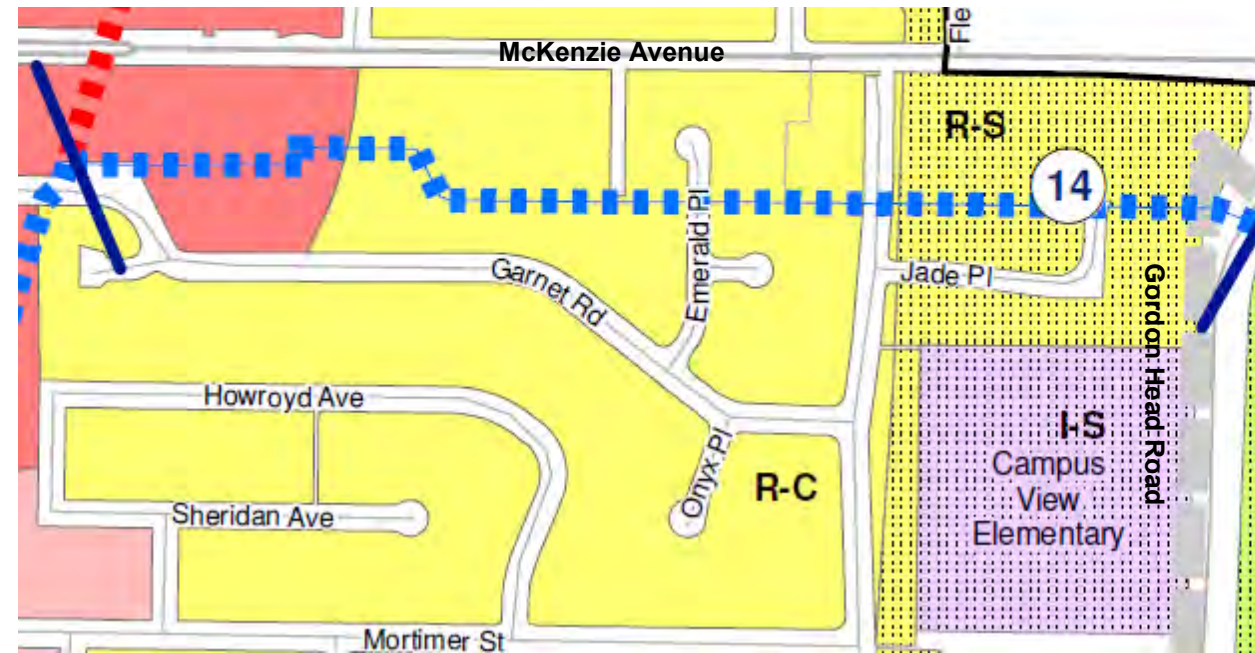 Fle
McKenzie Avenue
R-S
14
Garnet Rd
Emerald Pl
Jade Pl
Gordon Head Road
Howroyd Ave
I-S
Campus
View
Elementary
Onyx Pl
R-C
Sheridan Ave
Mortimer St